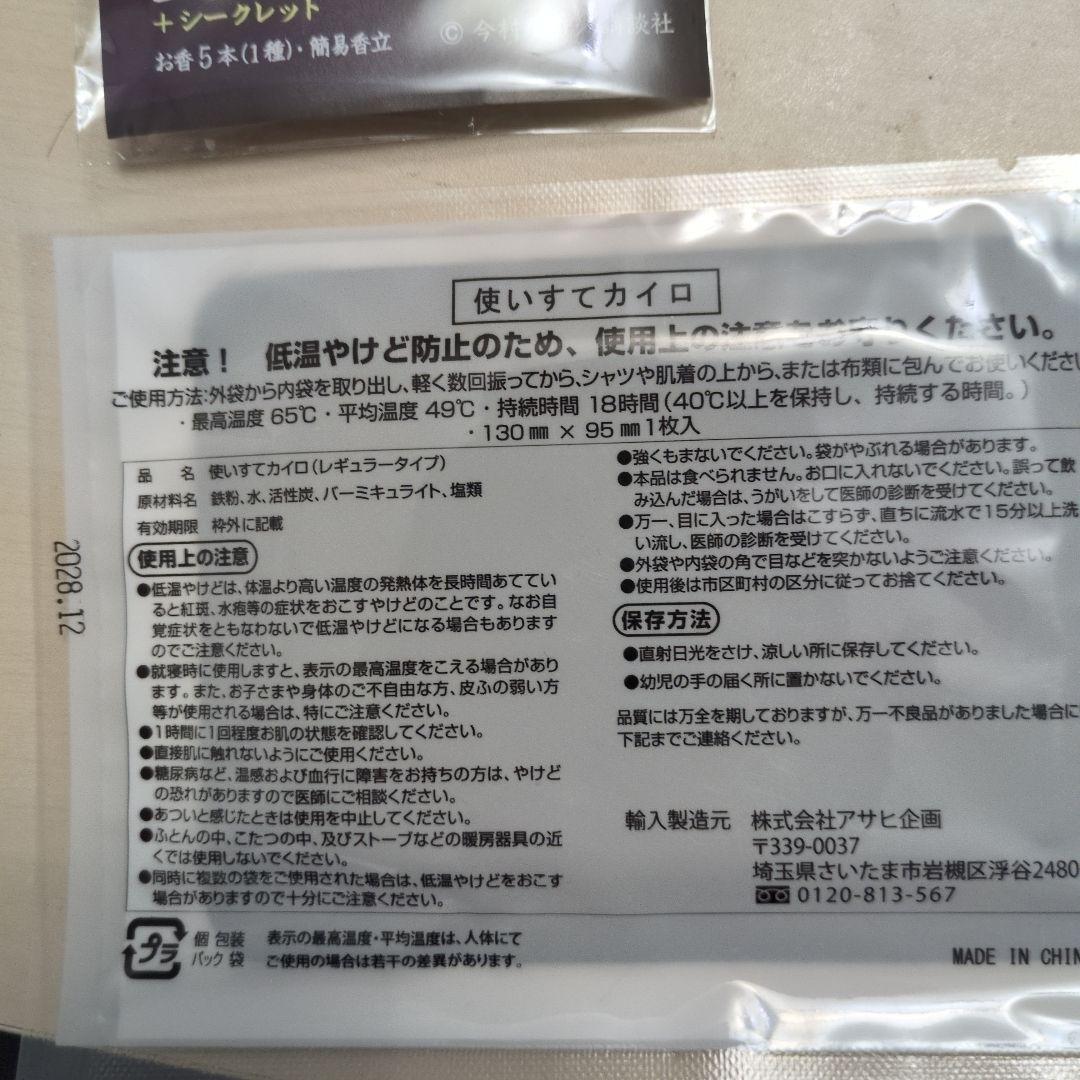 +シークレット
お香5本(1種)・簡易香立
© 今村 談社
使いすてカイロ
注意! 低温やけど防止のため、使用上の注意をお守りください。
ご使用方法:外袋から内袋を取り出し、軽く数回振ってから、シャツや肌着の上から、または布類に包んでお使いくださ
・最高温度 65℃・平均温度 49℃・持続時間 18時間(40℃以上を保持し、持続する時間。)
・130㎜ × 95㎜1枚入
品 名 使いすてカイロ(レギュラータイプ)
原材料名 鉄粉、水、活性炭、バーミキュライト、塩類
有効期限 枠外に記載
使用上の注意
●低温やけどは、体温より高い温度の発熱体を長時間あててい
ると紅斑、水疱等の症状をおこすやけどのことです。なお自
覚症状をともなわないで低温やけどになる場合もあります
のでご注意ください。
●就寝時に使用しますと、表示の最高温度をこえる場合があり
ます。また、お子さまや身体のご不自由な方、皮ふの弱い方
等が使用される場合は、特にご注意ください。
●1時間に1回程度お肌の状態を確認してください。
●直接肌に触れないようにご使用ください。
●糖尿病など、温感および血行に障害をお持ちの方は、やけど
の恐れがありますので医師にご相談ください。
●あついと感じたときは使用を中止してください。
●ふとんの中、こたつの中、及びストーブなどの暖房器具の近
くでは使用しないでください。
●同時に複数の袋をご使用された場合は、低温やけどをおこす
場合がありますので十分にご注意ください。
●強くもまないでください。袋がやぶれる場合があります。
●本品は食べられません。お口に入れないでください。誤って飲
み込んだ場合は、うがいをして医師の診断を受けてください。
●万一、目に入った場合はこすらず、直ちに流水で15分以上洗
い流し、医師の診断を受けてください。
●外袋や内袋の角で目などを突かないようご注意ください。
●使用後は市区町村の区分に従ってお捨てください。
保存方法
●直射日光をさけ、涼しい所に保存してください。
●幼児の手の届く所に置かないでください。
品質には万全を期しておりますが、万一不良品がありました場合に
下記までご連絡ください。
輸入製造元 株式会社アサヒ企画
〒339-0037
埼玉県さいたま市岩槻区浮谷2480
0120-813-567
プラ
個 包装
パック 袋
表示の最高温度・平均温度は、人体にて
ご使用の場合は若干の差異があります。
MADE IN CHIN
2028.12